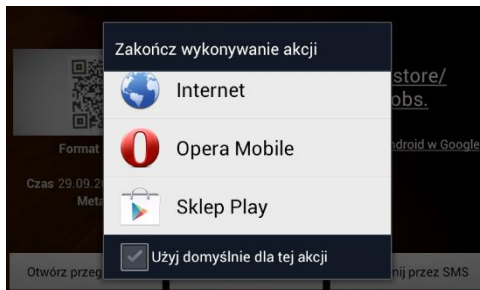 Zakończ wykonywanie akcji
Internet
Opera Mobile
Sklep Play
Użyj domyślnie dla tej akcji
store/
obs.
Format
ndroid w Google
Czas 29.09.2
Meta
Otwórz przeg
nij przez SMS